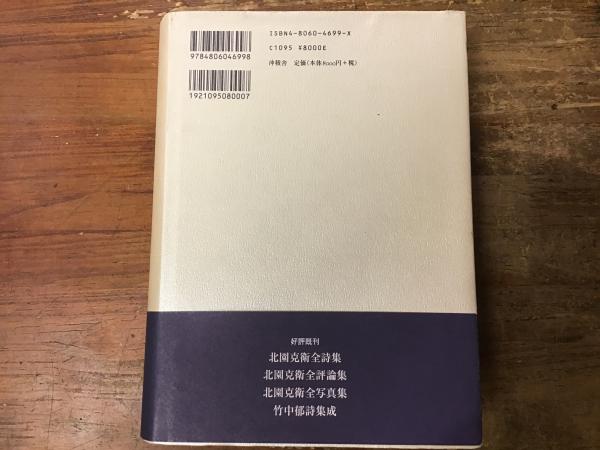 ISBN4-8060-4699-X
C1095 ¥8000E
沖積舎 定価(本体8000円+税)
9784806046998
1921095080007
好評既刊
北園克衛全詩集
北園克衛全評論集
北園克衛全写真集
竹中郁詩集成